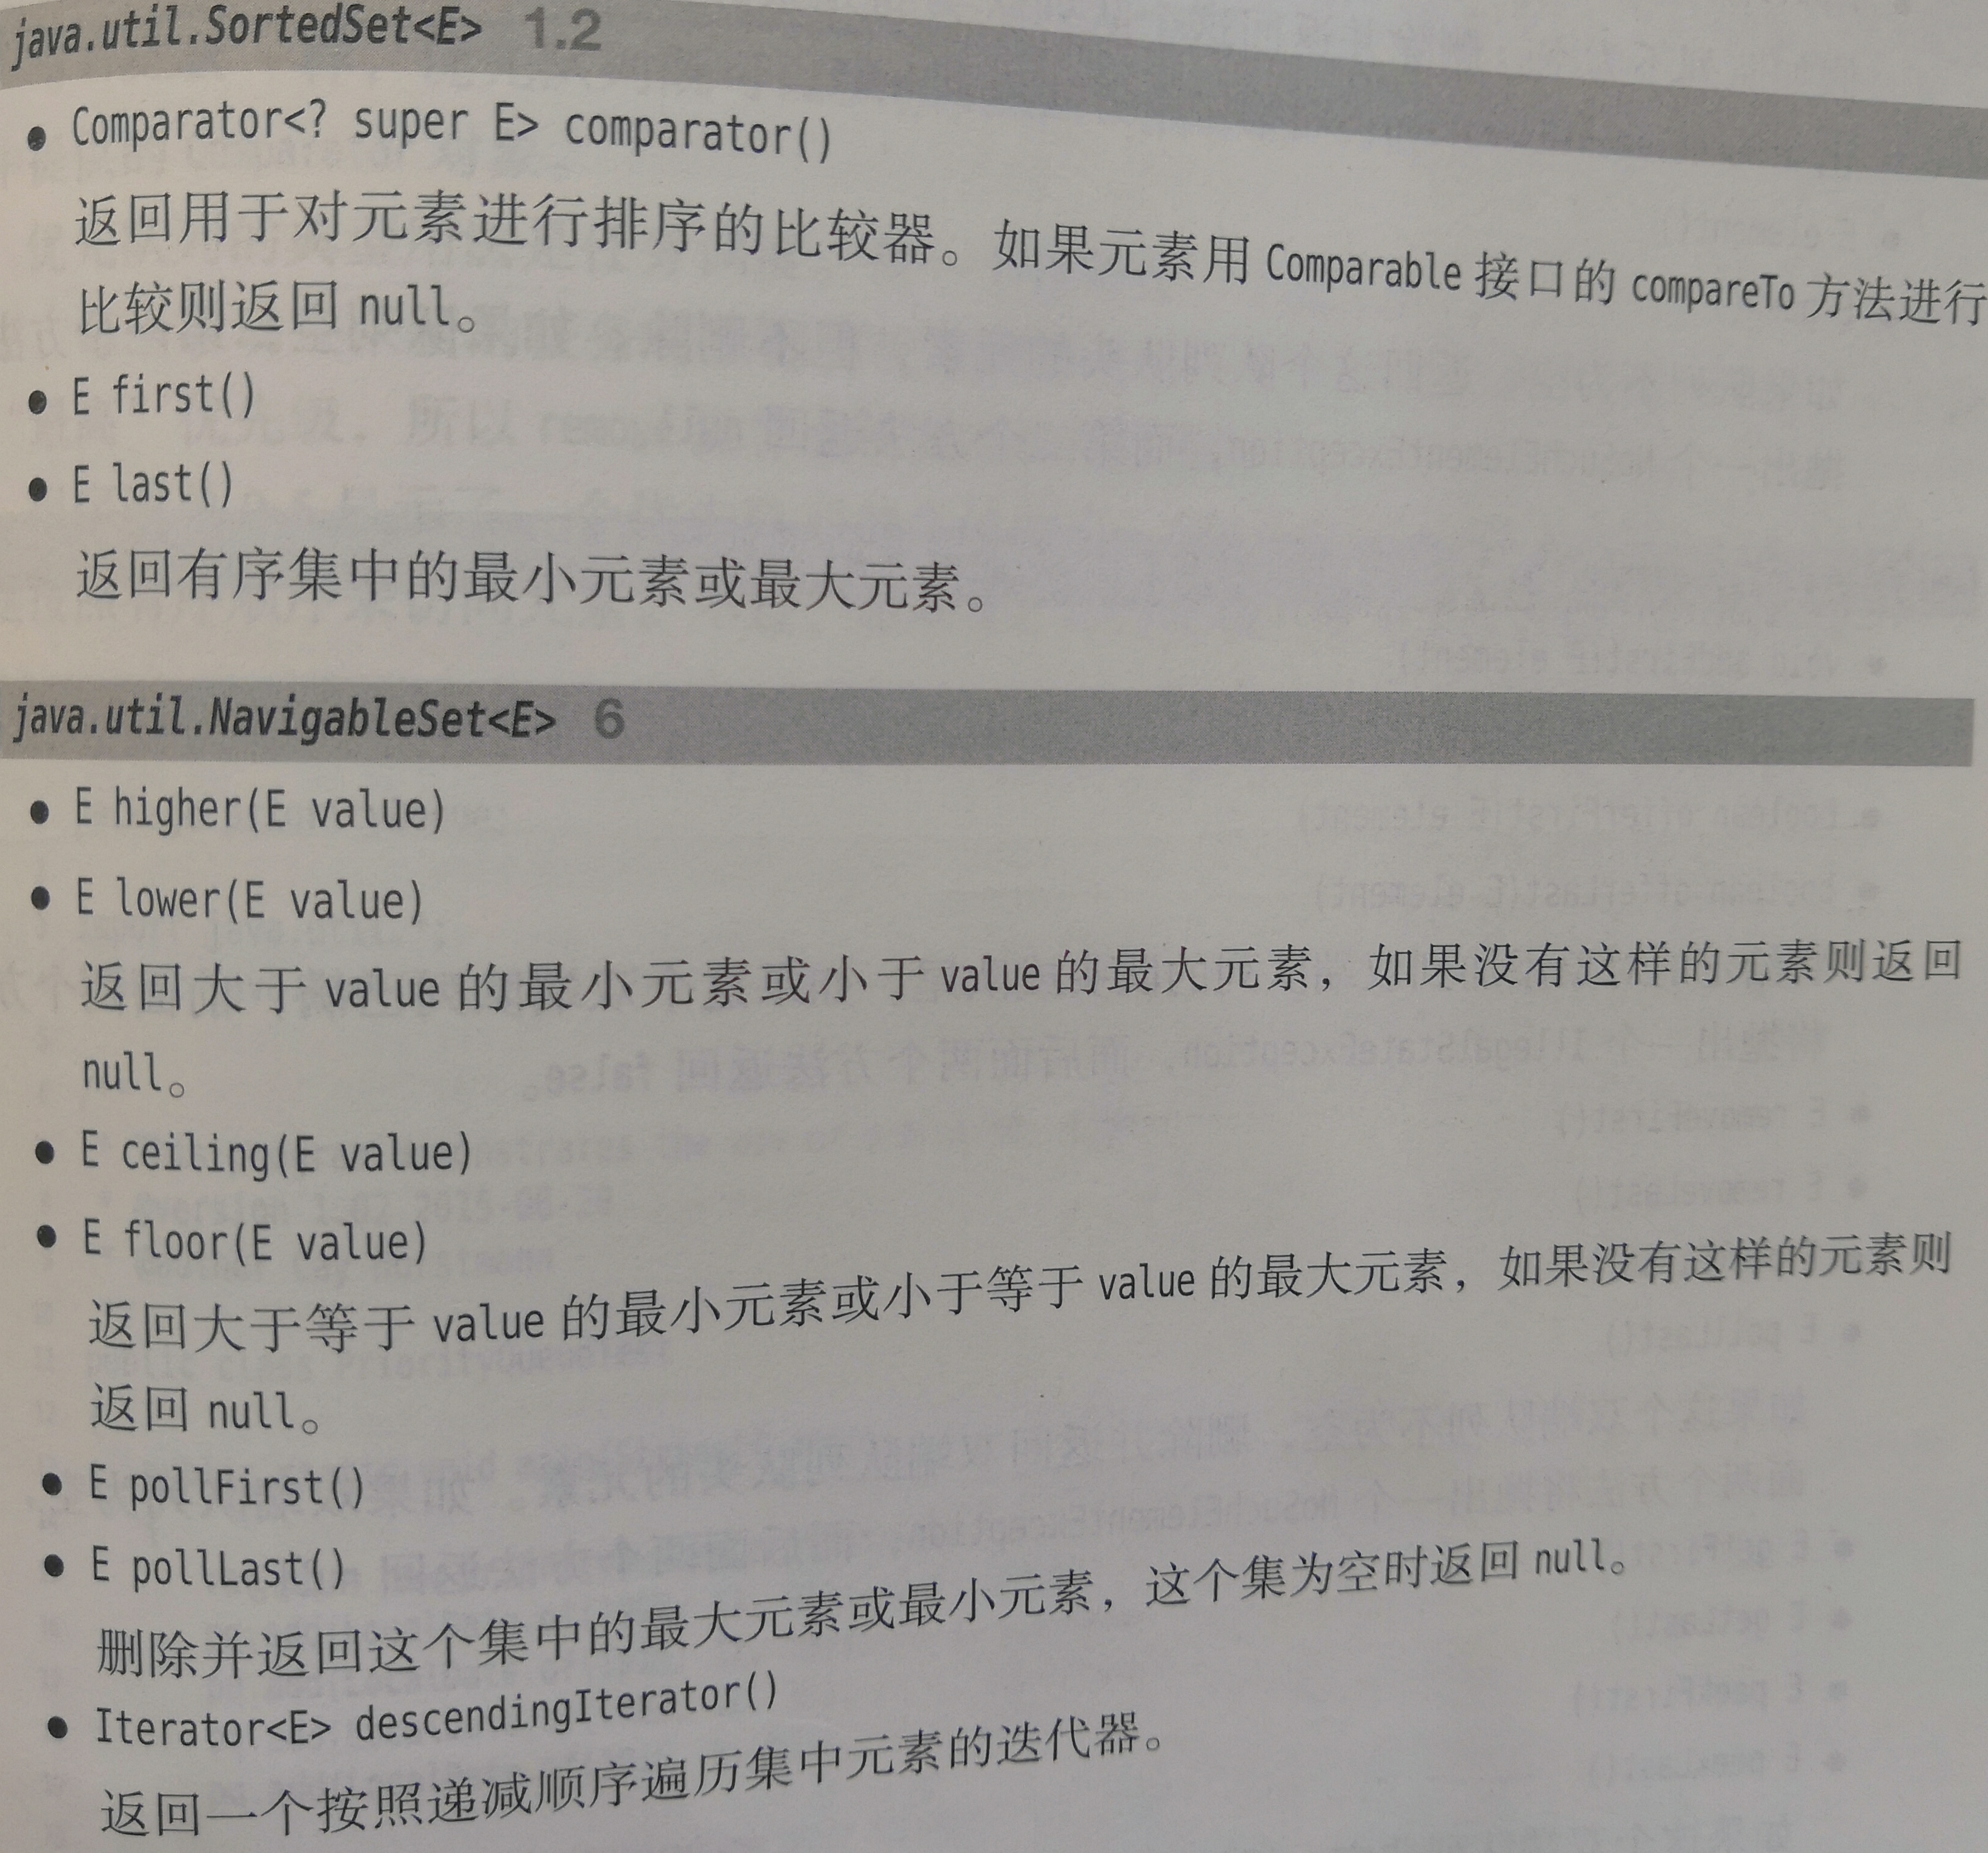 java.util.SortedSet<E> 1.2
• Comparator<? super E> comparator()
返回用于对元素进行排序的比较器。如果元素用 Comparable 接口的 compareTo 方法进行
比较则返回 null。
• E first()
• E last()
返回有序集中的最小元素或最大元素。
java.util.NavigableSet<E> 6
• E higher(E value)
• E lower(E value)
返回大于 value 的最小元素或小于 value 的最大元素，如果没有这样的元素则返回
null。
• E ceiling(E value)
• E floor(E value)
返回大于等于 value 的最小元素或小于等于 value 的最大元素，如果没有这样的元素则
返回 null。
• E pollFirst()
• E pollLast()
删除并返回这个集中的最大元素或最小元素，这个集为空时返回 null。
• Iterator<E> descendingIterator()
返回一个按照递减顺序遍历集中元素的迭代器。